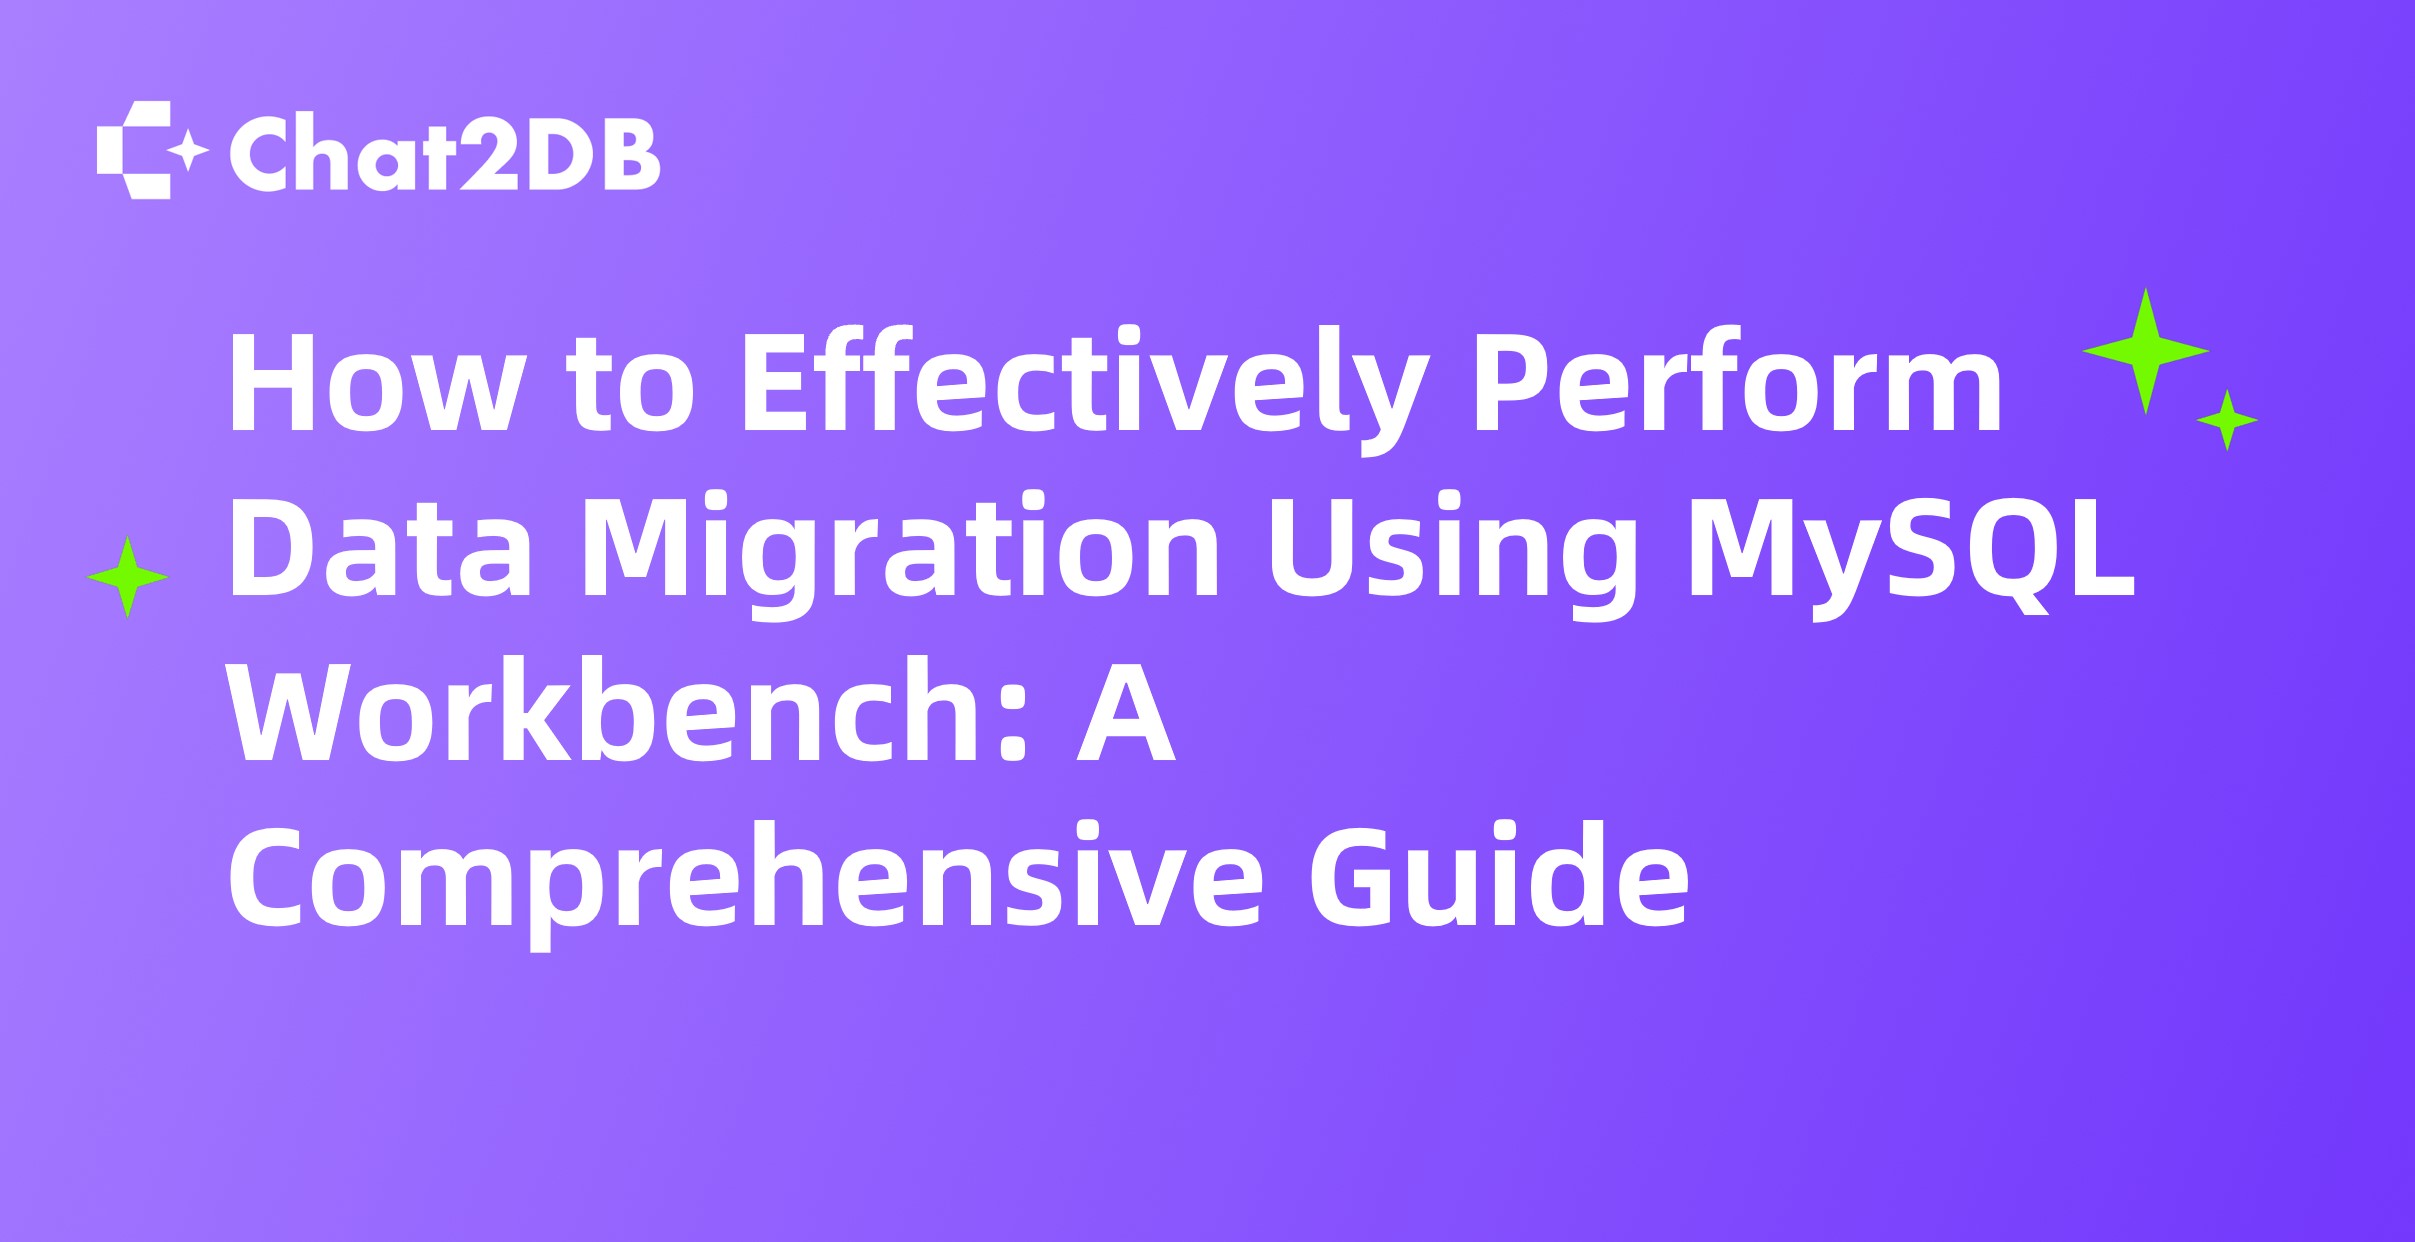 Chat2DB
How to Effectively Perform
Data Migration Using MySQL
Workbench: A
Comprehensive Guide